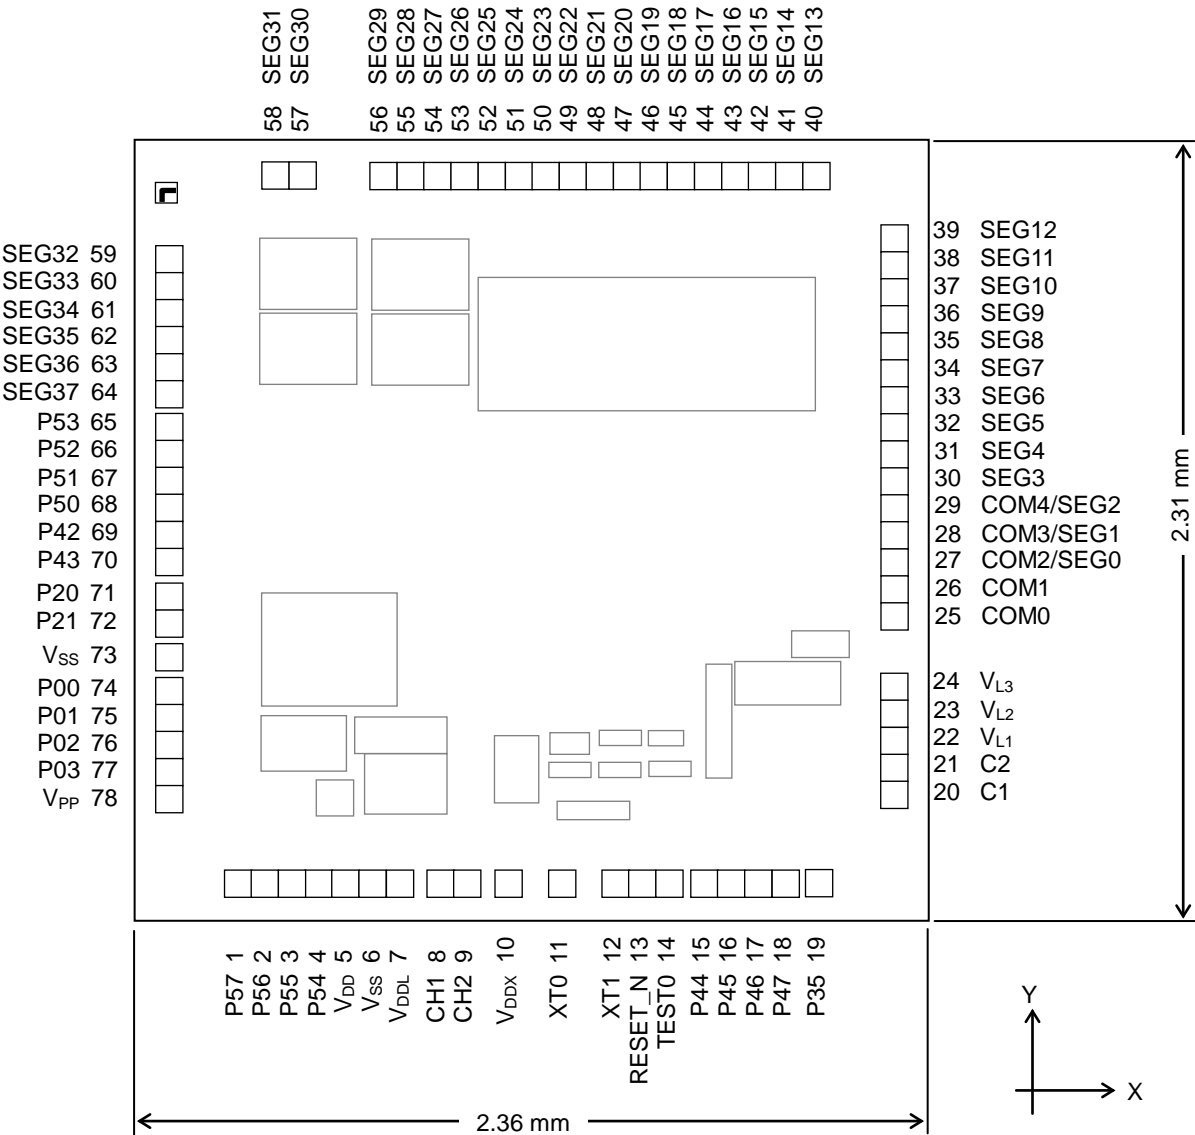 58 SEG31
57 SEG30
56 SEG29
55 SEG28
54 SEG27
53 SEG26
52 SEG25
51 SEG24
50 SEG23
49 SEG22
48 SEG21
47 SEG20
46 SEG19
45 SEG18
44 SEG17
43 SEG16
42 SEG15
41 SEG14
40 SEG13
SEG32 59
SEG33 60
SEG34 61
SEG35 62
SEG36 63
SEG37 64
P53 65
P52 66
P51 67
P50 68
P42 69
P43 70
P20 71
P21 72
VSS 73
P00 74
P01 75
P02 76
P03 77
VPP 78
39 SEG12
38 SEG11
37 SEG10
36 SEG9
35 SEG8
34 SEG7
33 SEG6
32 SEG5
31 SEG4
30 SEG3
29 COM4/SEG2
28 COM3/SEG1
27 COM2/SEG0
26 COM1
25 COM0
24 VL3
23 VL2
22 VL1
21 C2
20 C1
2.31 mm
P57 1
P56 2
P55 3
P54 4
VDD 5
VSS 6
VDDL 7
CH1 8
CH2 9
VDDX 10
XT0 11
XT1 12
RESET_N 13
TEST0 14
P44 15
P45 16
P46 17
P47 18
P35 19
Y
X
2.36 mm